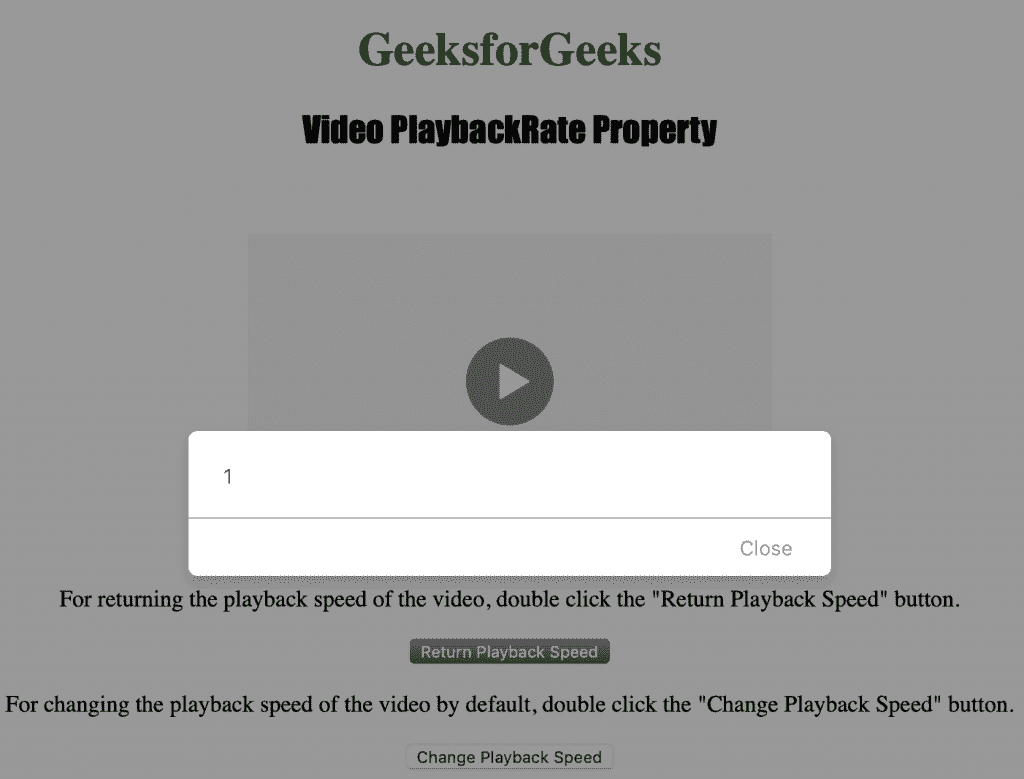 GeeksforGeeks
Video PlaybackRate Property
1
Close
For returning the playback speed of the video, double click the "Return Playback Speed" button.
Return Playback Speed
For changing the playback speed of the video by default, double click the "Change Playback Speed" button.
Change Playback Speed